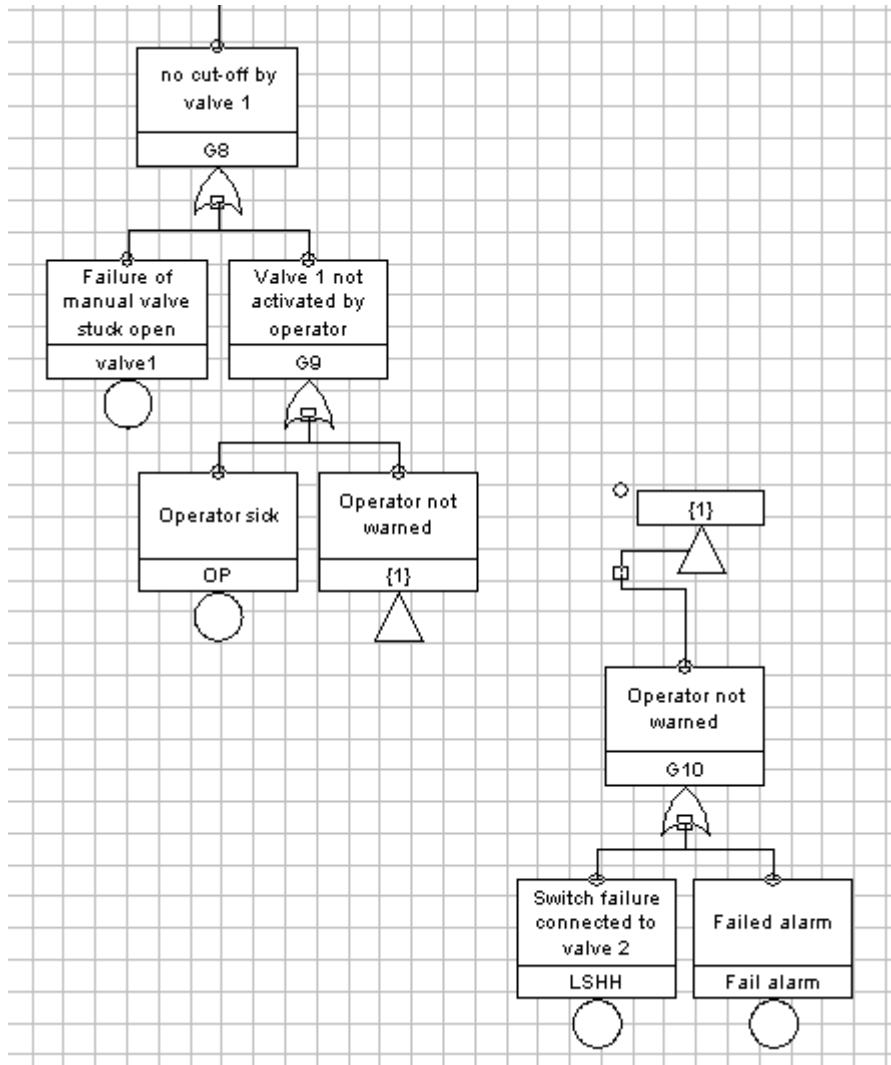 no cut-off by
valve 1
G8
Failure of
manual valve
stuck open
valve1
Valve 1 not
activated by
operator
G9
Operator sick
OP
Operator not
warned
{1}
{1}
Operator not
warned
G10
Switch failure
connected to
valve 2
LSHH
Failed alarm
Fail alarm